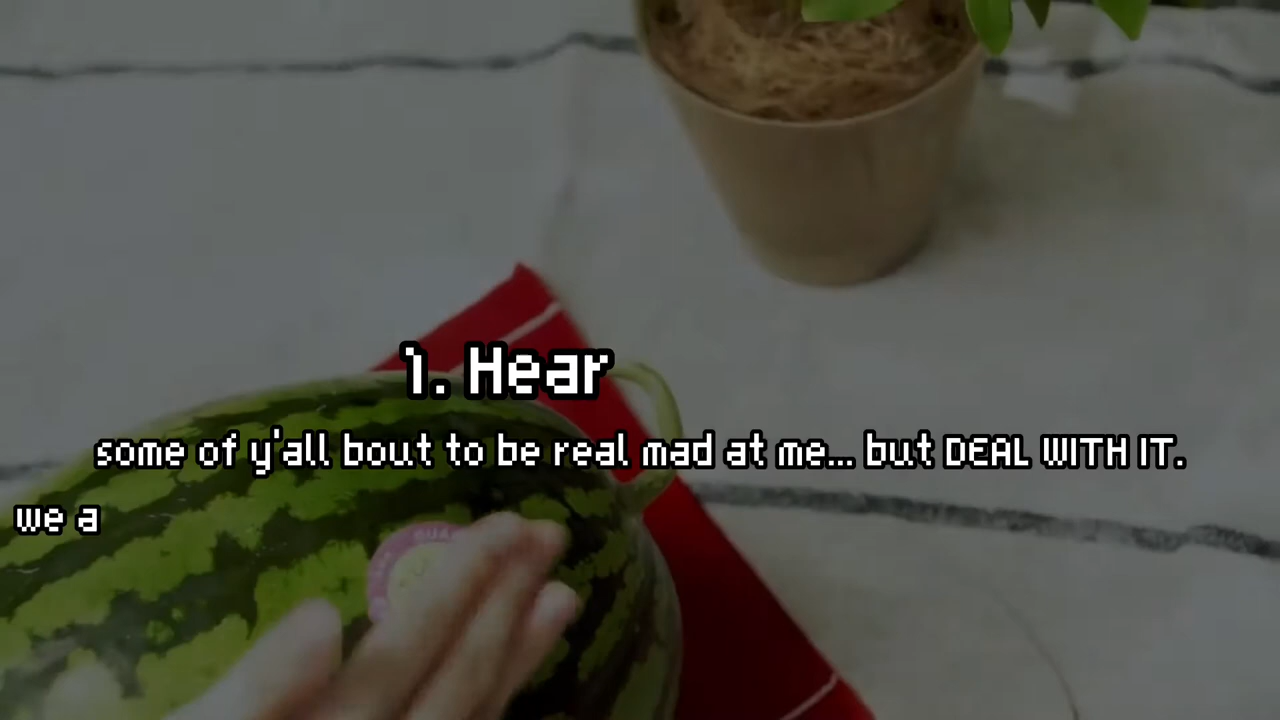 1. Hear
some of y'all bout to be real mad at me... but DEAL WITH IT.
we a